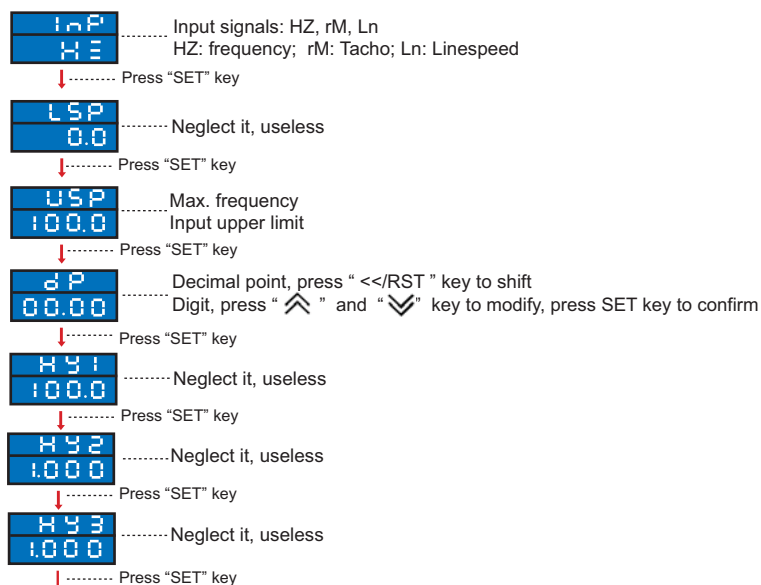 InP
HZ
Input signals: HZ, rM, Ln
HZ: frequency; rM: Tacho; Ln: Linespeed
Press “SET” key
LSP
0.0
Neglect it, useless
Press “SET” key
USP
100.0
Max. frequency
Input upper limit
Press “SET” key
dP
00.00
Decimal point, press “ <</RST ” key to shift
Digit, press “ ” and “ ” key to modify, press SET key to confirm
Press “SET” key
HY1
100.0
Neglect it, useless
Press “SET” key
HY2
1.000
Neglect it, useless
Press “SET” key
HY3
1.000
Neglect it, useless
Press “SET” key